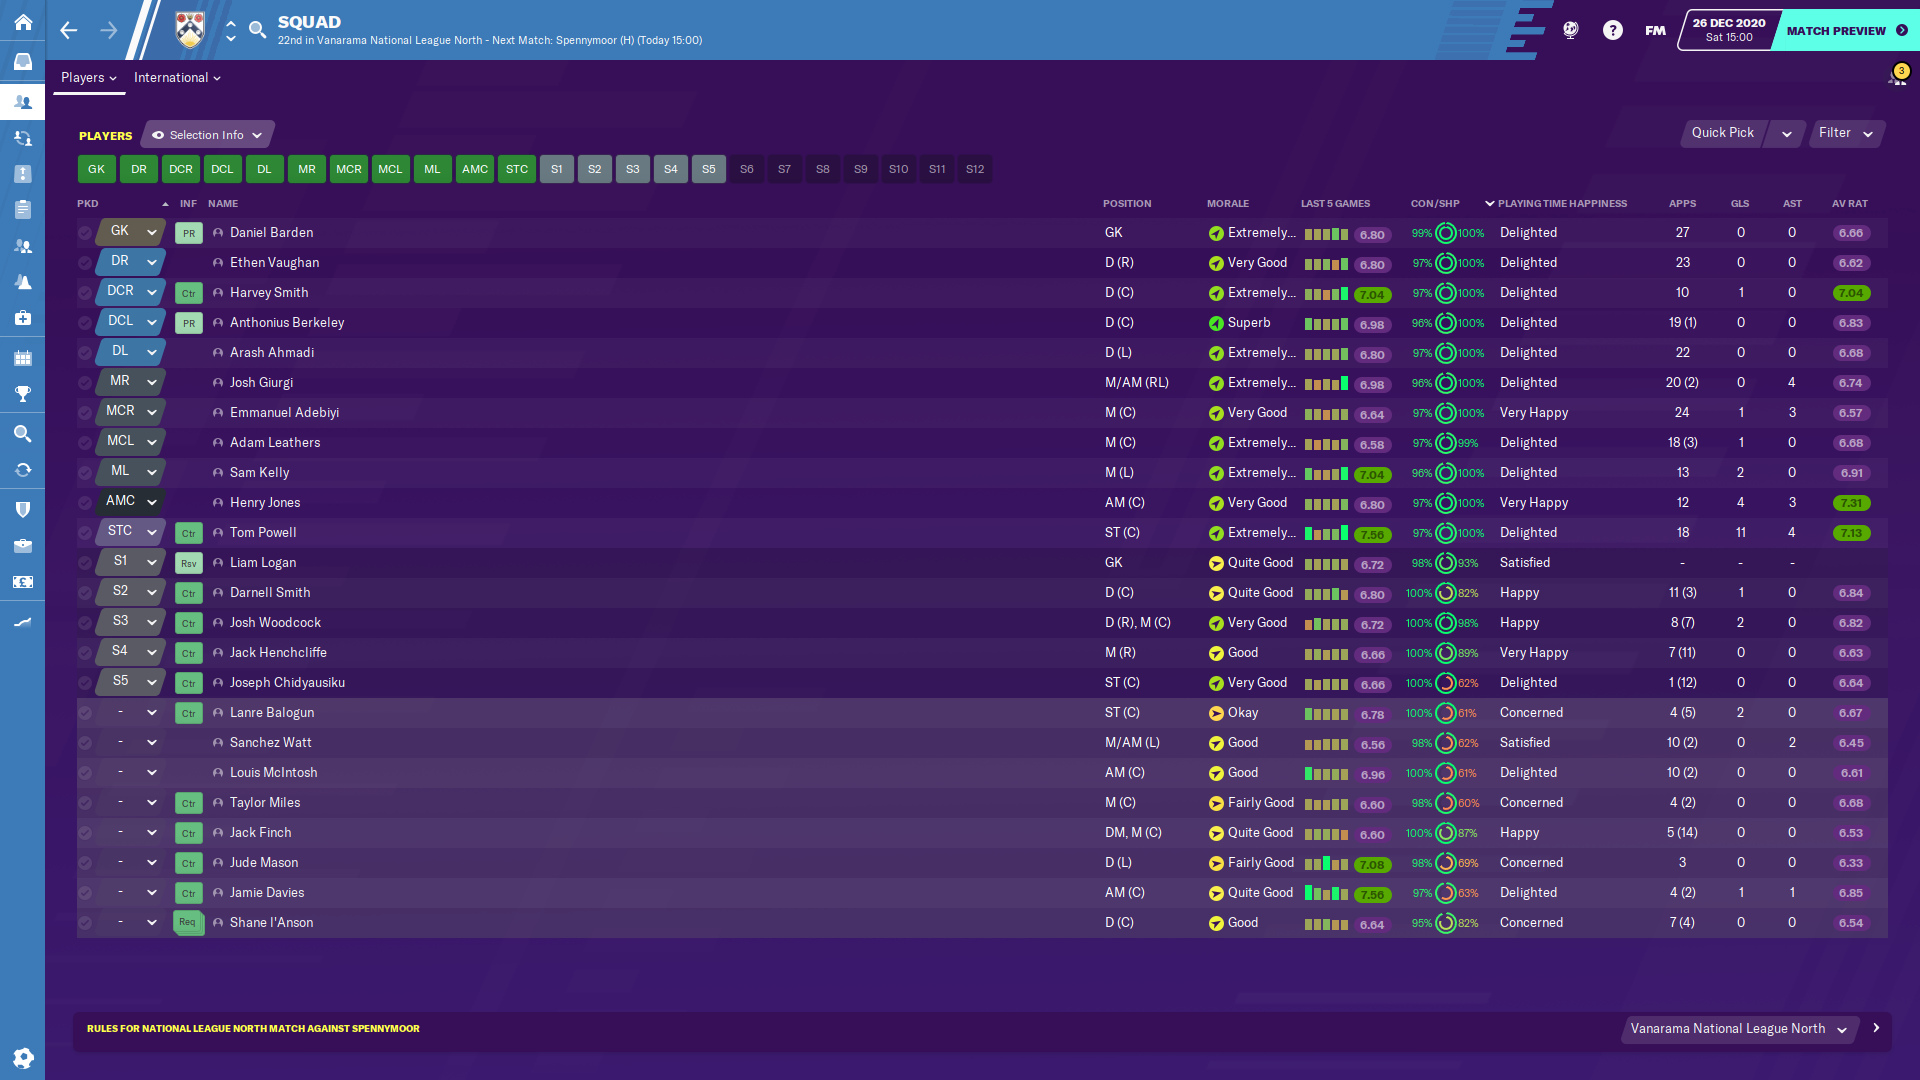 SQUAD
22nd in Vanarama National League North - Next Match: Spennymoor (H) (Today 15:00)
FM
26 DEC 2020
Sat 15:00
MATCH PREVIEW
Players International
3
PLAYERS Selection Info
Quick Pick Filter
GK DR DCR DCL DL MR MCR MCL ML AMC STC S1 S2 S3 S4 S5 S6 S7 S8 S9 S10 S11 S12
PKD INF NAME POSITION MORALE LAST 5 GAMES CON/SHP PLAYING TIME HAPPINESS APPS GLS AST AV RAT
GK PR Daniel Barden GK Extremely... 6.80 99% 100% Delighted 27 0 0 6.66
DR Ethen Vaughan D (R) Very Good 6.80 97% 100% Delighted 23 0 0 6.62
DCR Ctr Harvey Smith D (C) Extremely... 7.04 97% 100% Delighted 10 1 0 7.04
DCL PR Anthonius Berkeley D (C) Superb 6.98 96% 100% Delighted 19 (1) 0 0 6.83
DL Arash Ahmadi D (L) Extremely... 6.80 97% 100% Delighted 22 0 0 6.68
MR Josh Giurgi M/AM (RL) Extremely... 6.98 96% 100% Delighted 20 (2) 0 4 6.74
MCR Emmanuel Adebiyi M (C) Very Good 6.64 97% 100% Very Happy 24 1 3 6.57
MCL Adam Leathers M (C) Extremely... 6.58 97% 99% Delighted 18 (3) 1 0 6.68
ML Sam Kelly M (L) Extremely... 7.04 96% 100% Delighted 13 2 0 6.91
AMC Henry Jones AM (C) Very Good 6.80 97% 100% Very Happy 12 4 3 7.31
STC Ctr Tom Powell ST (C) Extremely... 7.56 97% 100% Delighted 18 11 4 7.13
S1 Rsv Liam Logan GK Quite Good 6.72 98% 93% Satisfied - - -
S2 Ctr Darnell Smith D (C) Quite Good 6.80 100% 82% Happy 11 (3) 1 0 6.84
S3 Ctr Josh Woodcock D (R), M (C) Very Good 6.72 100% 98% Happy 8 (7) 2 0 6.82
S4 Ctr Jack Henchcliffe M (R) Good 6.66 100% 89% Very Happy 7 (11) 0 0 6.63
S5 Ctr Joseph Chidyausiku ST (C) Very Good 6.66 100% 62% Delighted 1 (12) 0 0 6.64
- Ctr Lanre Balogun ST (C) Okay 6.78 100% 61% Concerned 4 (5) 2 0 6.67
- Sanchez Watt M/AM (L) Good 6.56 98% 62% Satisfied 10 (2) 0 2 6.45
- Louis McIntosh AM (C) Good 6.96 100% 61% Delighted 10 (2) 0 0 6.61
- Ctr Taylor Miles M (C) Fairly Good 6.60 98% 60% Concerned 4 (2) 0 0 6.68
- Ctr Jack Finch DM, M (C) Quite Good 6.60 100% 87% Happy 5 (14) 0 0 6.53
- Ctr Jude Mason D (L) Fairly Good 7.08 98% 69% Concerned 3 0 0 6.33
- Ctr Jamie Davies AM (C) Quite Good 7.56 97% 63% Delighted 4 (2) 1 1 6.85
- Req Shane I'Anson D (C) Good 6.64 95% 82% Concerned 7 (4) 0 0 6.54
RULES FOR NATIONAL LEAGUE NORTH MATCH AGAINST SPENNYMOOR
Vanarama National League North